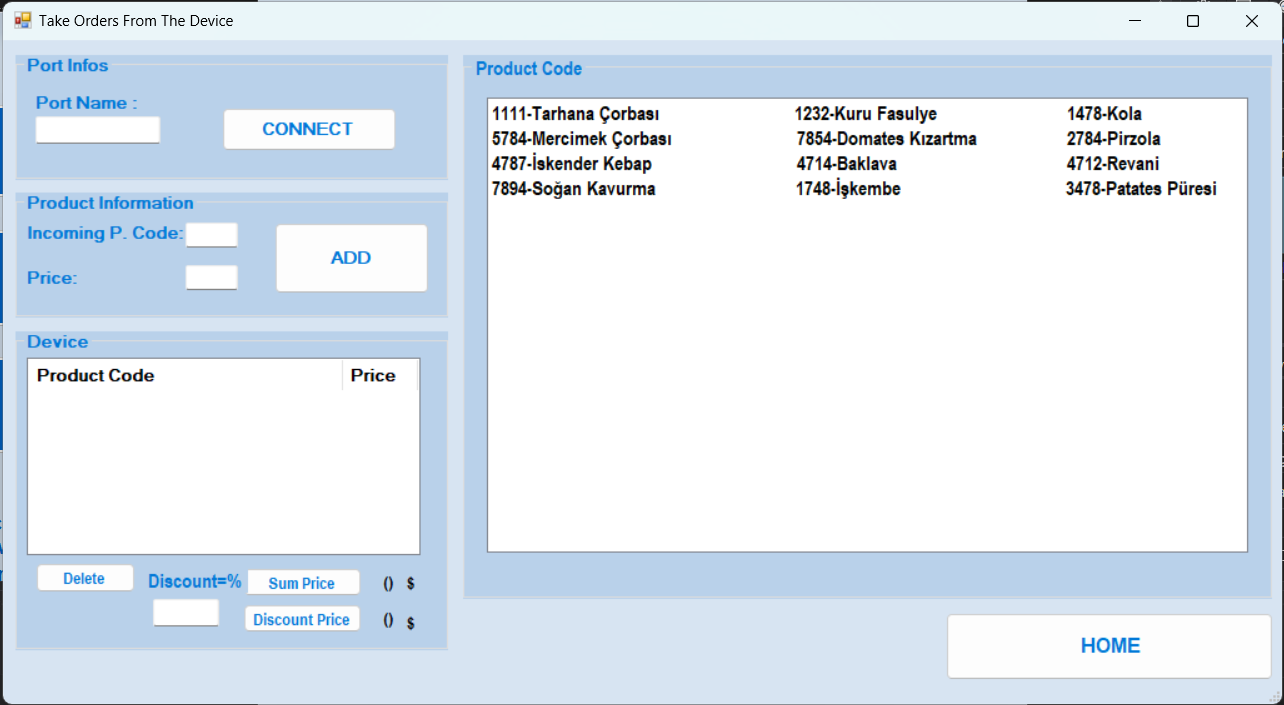 Take Orders From The Device
Port Infos
Port Name :
CONNECT
Product Information
Incoming P. Code:
Price:
ADD
Device
Product Code Price
Delete
Discount=%
Sum Price () $
Discount Price () $
Product Code
1111-Tarhana Çorbası 1232-Kuru Fasulye 1478-Kola
5784-Mercimek Çorbası 7854-Domates Kızartma 2784-Pirzola
4787-İskender Kebap 4714-Baklava 4712-Revani
7894-Soğan Kavurma 1748-İşkembe 3478-Patates Püresi
HOME